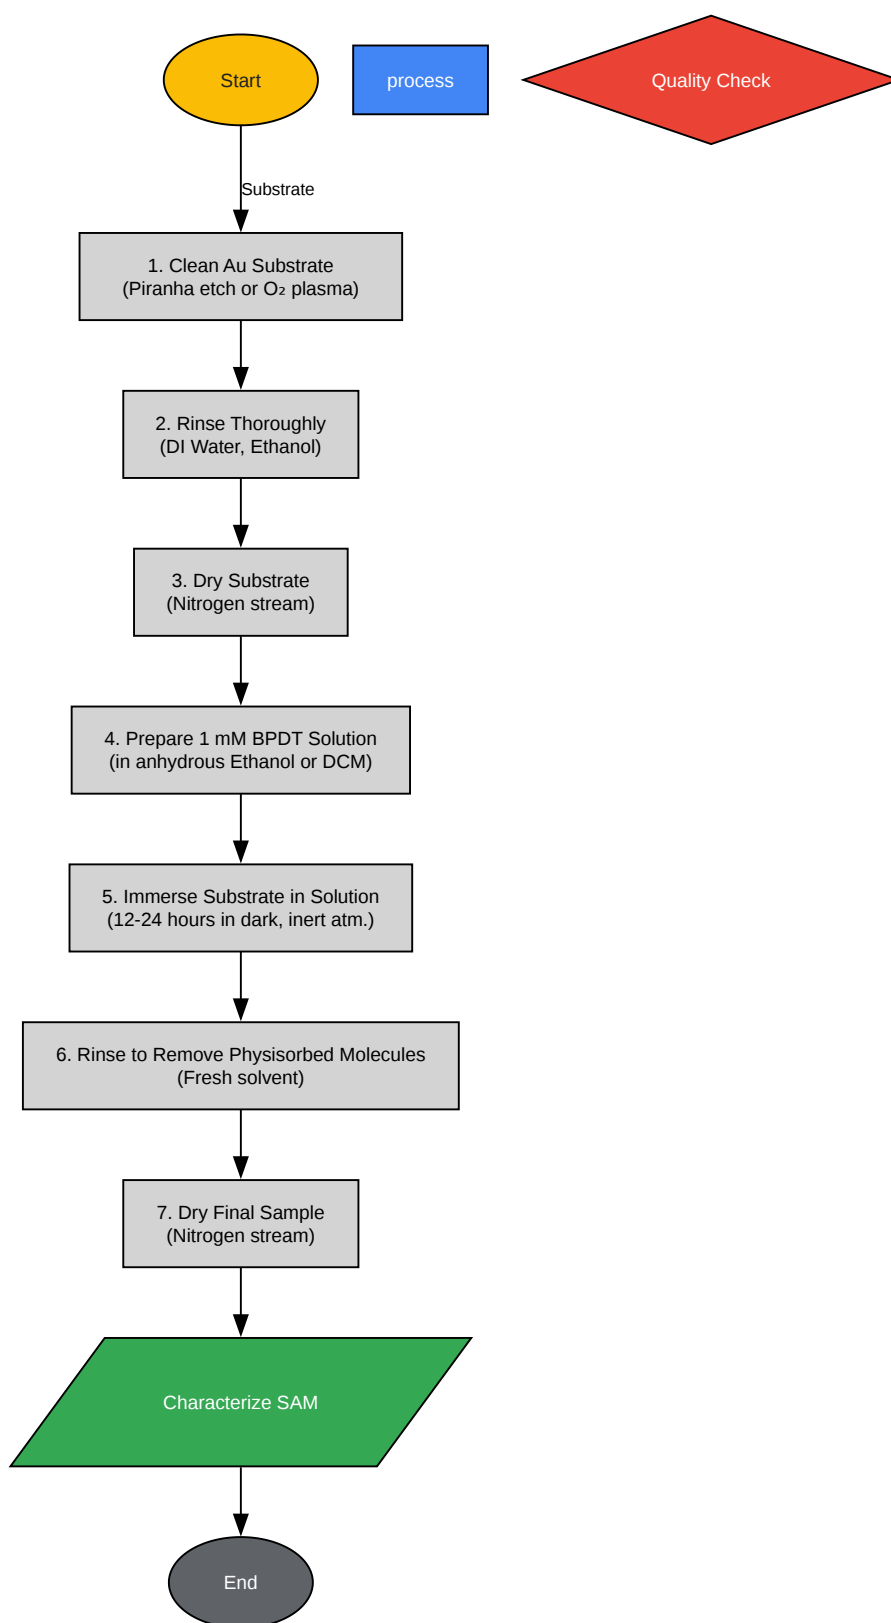 Start
process
Quality Check
Substrate
1. Clean Au Substrate
(Piranha etch or O₂ plasma)
2. Rinse Thoroughly
(DI Water, Ethanol)
3. Dry Substrate
(Nitrogen stream)
4. Prepare 1 mM BPDT Solution
(in anhydrous Ethanol or DCM)
5. Immerse Substrate in Solution
(12-24 hours in dark, inert atm.)
6. Rinse to Remove Physisorbed Molecules
(Fresh solvent)
7. Dry Final Sample
(Nitrogen stream)
Characterize SAM
End